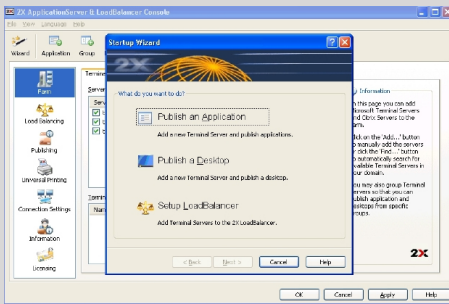 2X ApplicationServer & LoadBalancer Console
File View Language Help
Wizard Application Group
Startup Wizard
2X
What do you want to do?
Publish an Application
Add a new Terminal Server and publish applications.
Publish a Desktop
Add a new Terminal Server and publish a desktop.
Setup LoadBalancer
Add Terminal Servers to the 2X LoadBalancer.
< Back Next > Cancel Help
Farm
Load Balancing
Publishing
Universal Printing
Connection Settings
Information
Licensing
Information
this page you can add
Microsoft Terminal Servers
and Citrix Servers to the
farm.
click on the "Add..." button
to manually add the servers
or click the "Find..." button
to automatically search for
available Terminal Servers in
your domain.
You may also group Terminal
Servers so that you can
publish application and
desktops from specific
groups.
2X
OK Cancel Apply Help